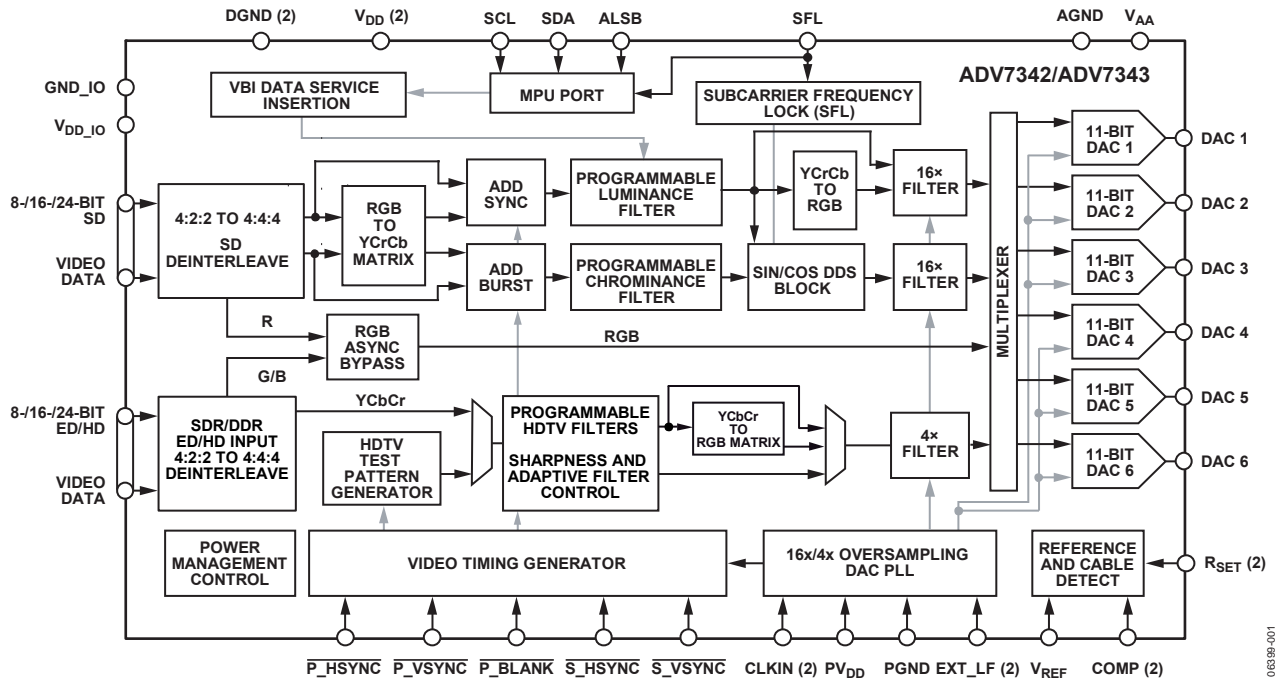 DGND (2)
VDD (2)
SCL
SDA
ALSB
SFL
AGND
VAA
GND_IO
VDD_IO
ADV7342/ADV7343
VBI DATA SERVICE
INSERTION
MPU PORT
SUBCARRIER FREQUENCY
LOCK (SFL)
8-/16-/24-BIT
SD
VIDEO
DATA
4:2:2 TO 4:4:4
SD
DEINTERLEAVE
RGB
TO
YCrCb
MATRIX
ADD
SYNC
PROGRAMMABLE
LUMINANCE
FILTER
YCrCb
TO
RGB
16×
FILTER
ADD
BURST
PROGRAMMABLE
CHROMINANCE
FILTER
SIN/COS DDS
BLOCK
16×
FILTER
MULTIPLEXER
11-BIT
DAC 1
DAC 1
11-BIT
DAC 2
DAC 2
11-BIT
DAC 3
DAC 3
11-BIT
DAC 4
DAC 4
11-BIT
DAC 5
DAC 5
11-BIT
DAC 6
DAC 6
R
G/B
RGB
ASYNC
BYPASS
RGB
8-/16-/24-BIT
ED/HD
VIDEO
DATA
SDR/DDR
ED/HD INPUT
4:2:2 TO 4:4:4
DEINTERLEAVE
YCbCr
HDTV
TEST
PATTERN
GENERATOR
PROGRAMMABLE
HDTV FILTERS
SHARPNESS AND
ADAPTIVE FILTER
CONTROL
YCbCr
TO
RGB MATRIX
4×
FILTER
POWER
MANAGEMENT
CONTROL
VIDEO TIMING GENERATOR
16x/4x OVERSAMPLING
DAC PLL
REFERENCE
AND CABLE
DETECT
RSET (2)
P_HSYNC
P_VSYNC
P_BLANK
S_HSYNC
S_VSYNC
CLKIN (2)
PVDD
PGND
EXT_LF (2)
VREF
COMP (2)
06399-001